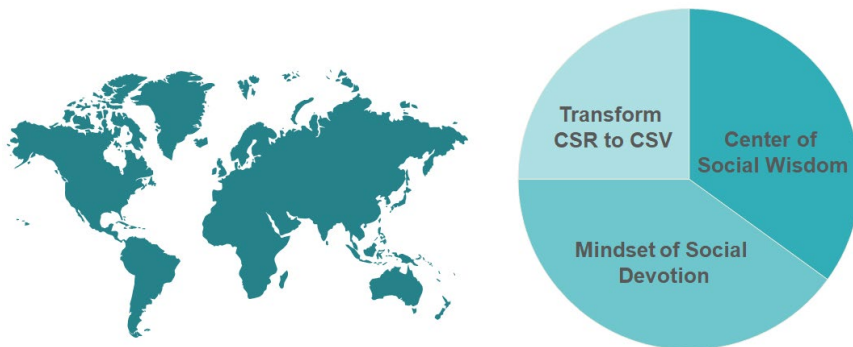 Transform
CSR to CSV
Center of
Social Wisdom
Mindset of Social
Devotion